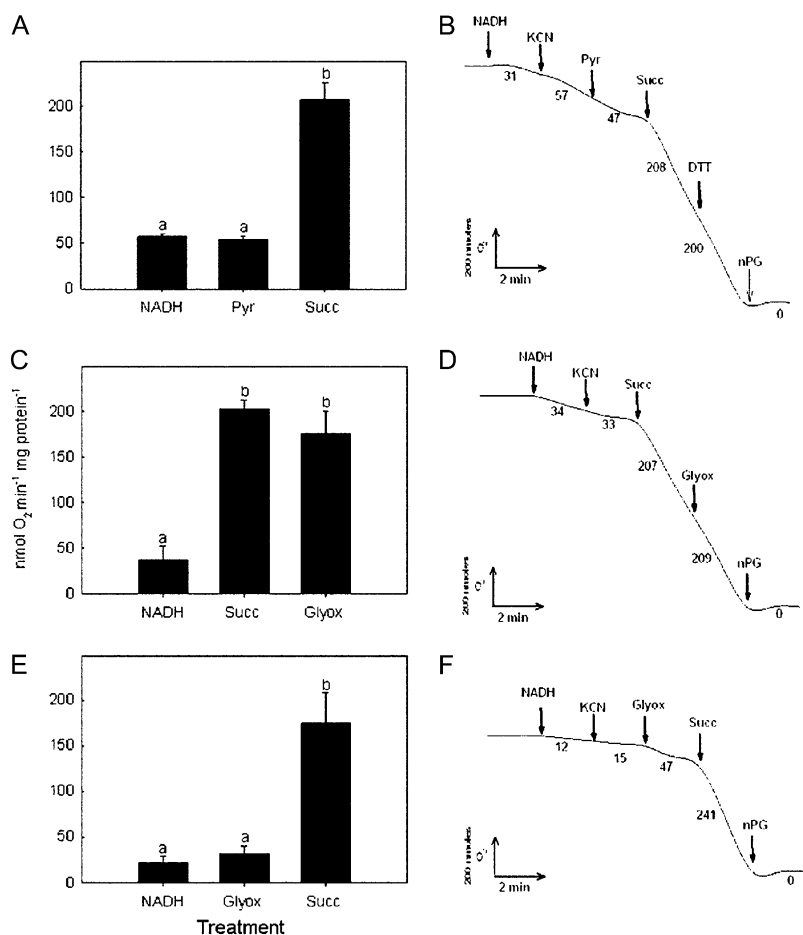 A
200
150
100
50
0
a
a
b
NADH
Pyr
Succ
B
NADH
KCN
Pyr
Succ
DTT
nPG
31
57
47
208
200
0
200 nmoles
O2
2 min
C
200
150
100
50
0
a
b
b
NADH
Succ
Glyox
nmol O2 min-1 mg protein-1
D
NADH
KCN
Succ
Glyox
nPG
34
33
207
209
0
200 nmoles
O2
2 min
E
200
150
100
50
0
a
a
b
NADH
Glyox
Succ
Treatment
F
NADH
KCN
Glyox
Succ
nPG
12
15
47
241
0
200 nmoles
O2
2 min